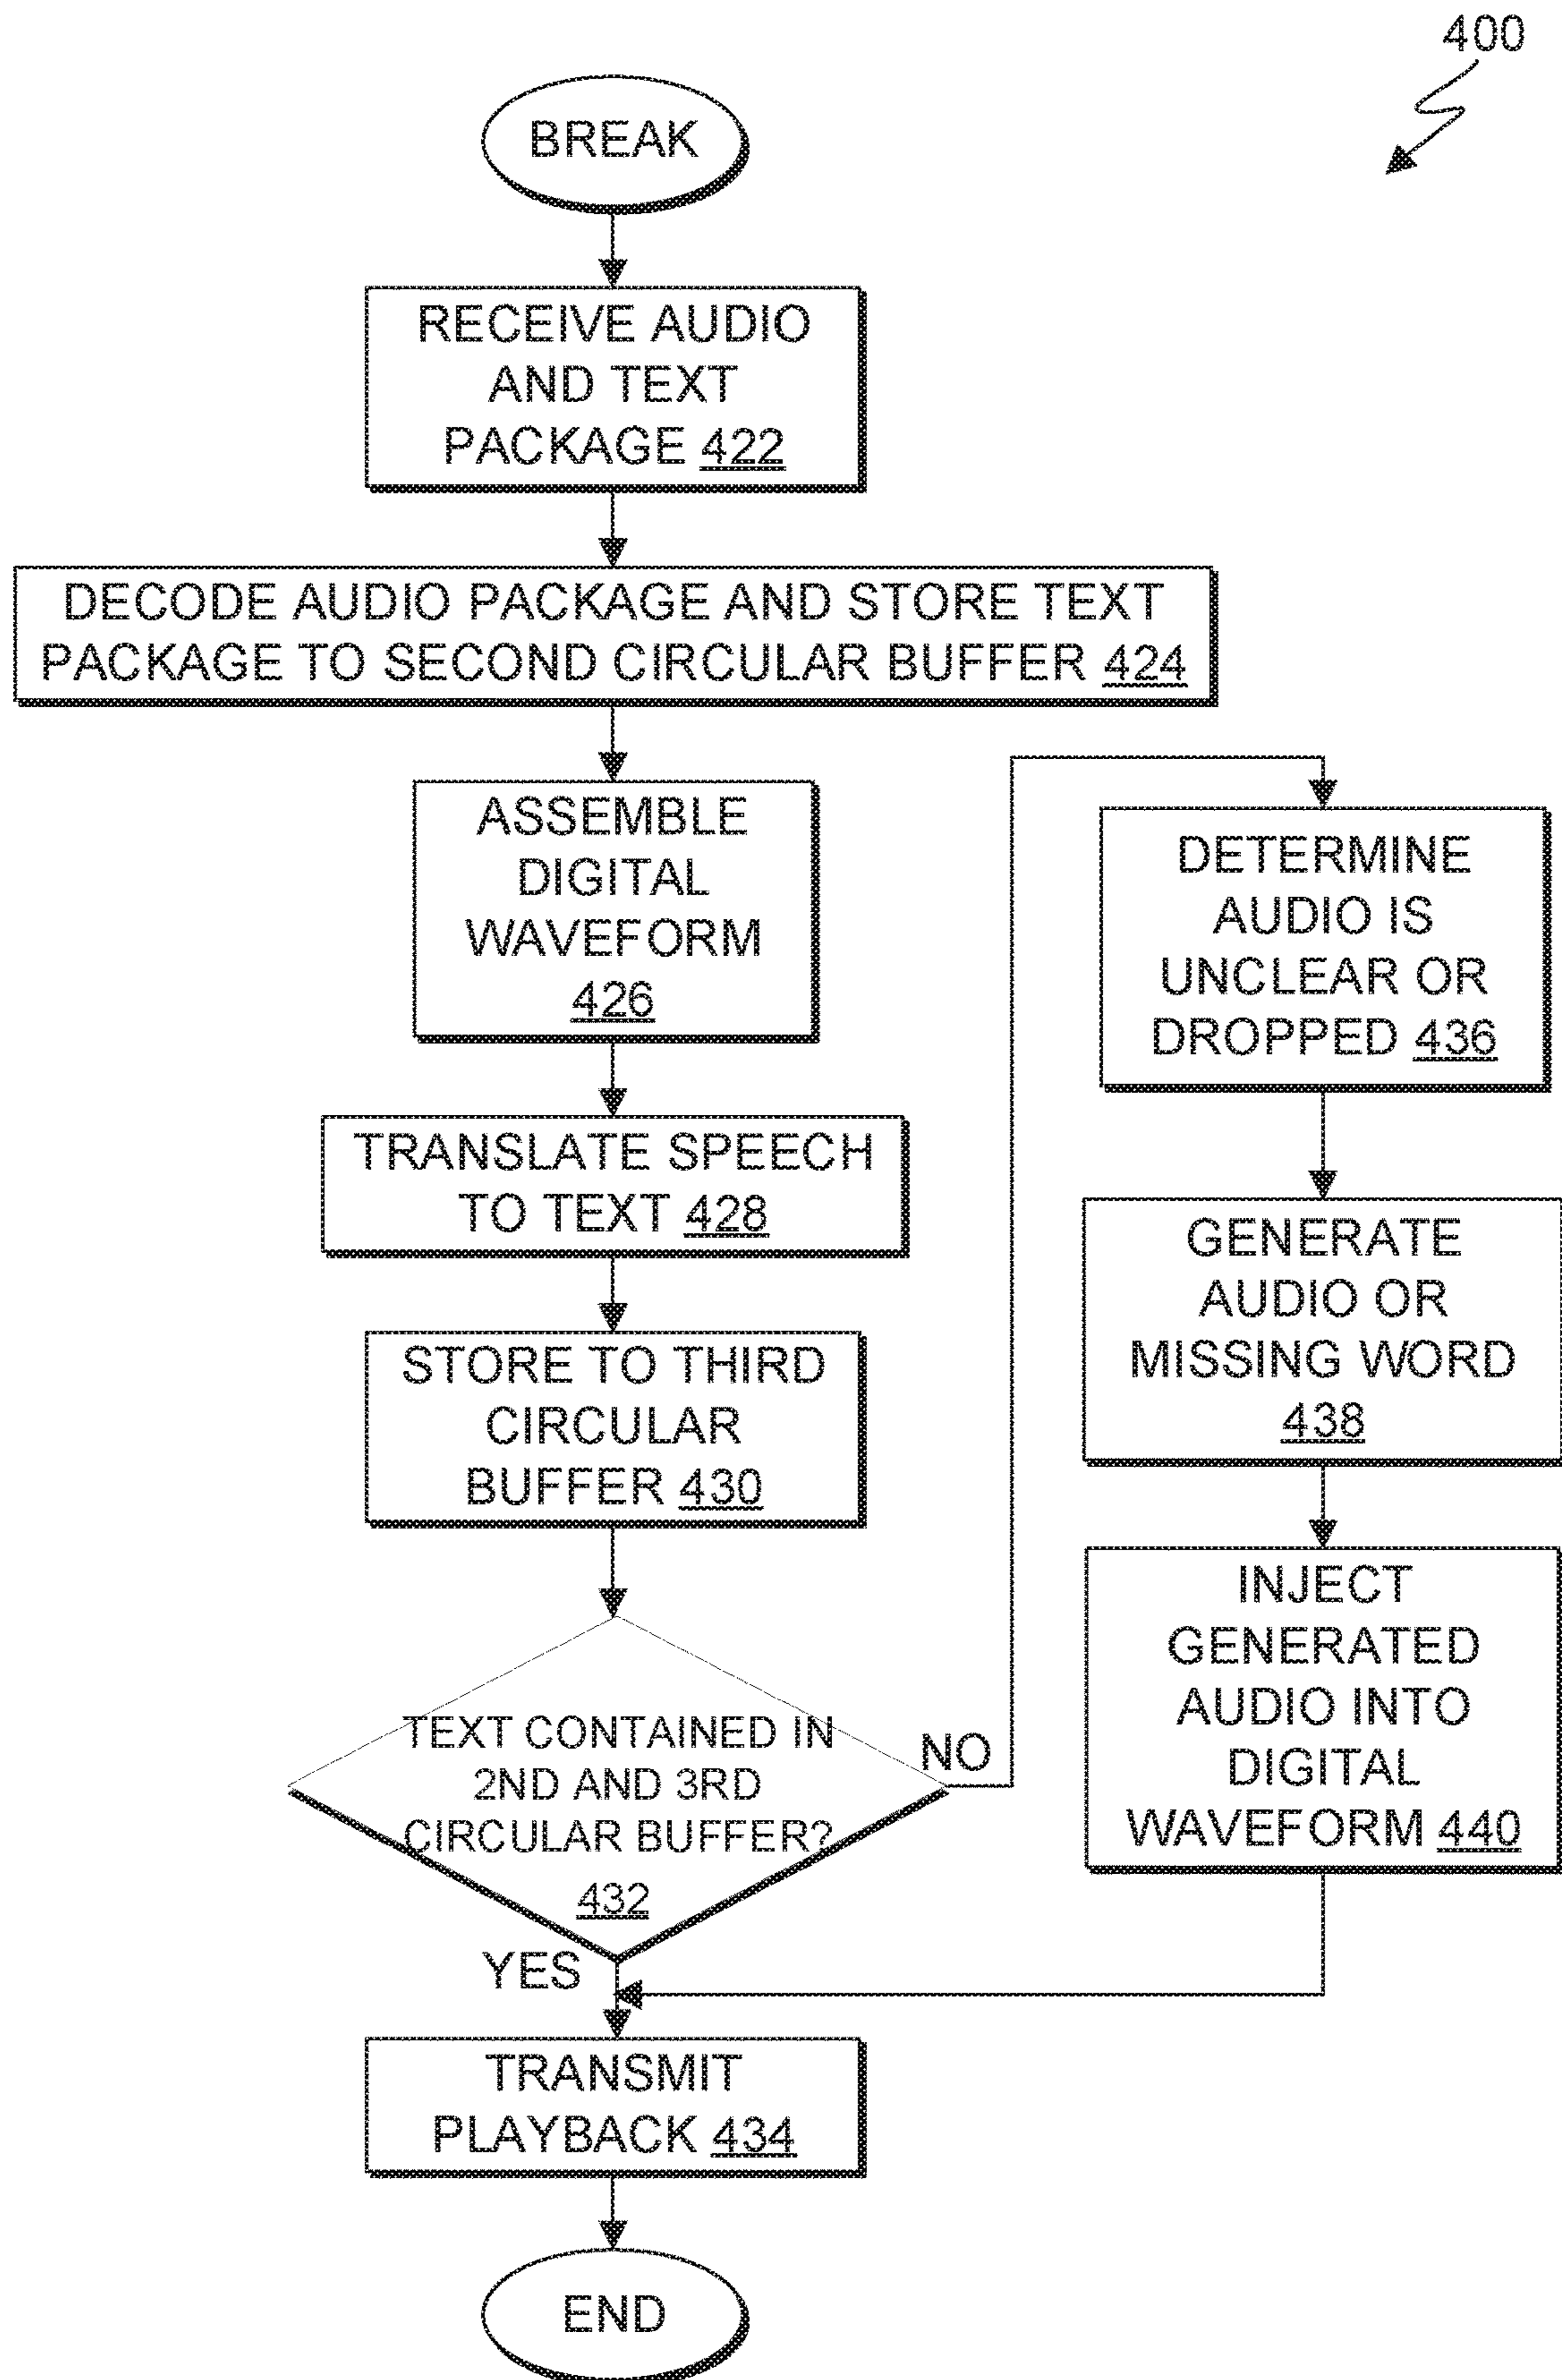 400
BREAK
RECEIVE AUDIO
AND TEXT
PACKAGE 422
DECODE AUDIO PACKAGE AND STORE TEXT
PACKAGE TO SECOND CIRCULAR BUFFER 424
ASSEMBLE
DIGITAL
WAVEFORM
426
TRANSLATE SPEECH
TO TEXT 428
STORE TO THIRD
CIRCULAR
BUFFER 430
TEXT CONTAINED IN
2ND AND 3RD
CIRCULAR BUFFER?
432
NO
YES
DETERMINE
AUDIO IS
UNCLEAR OR
DROPPED 436
GENERATE
AUDIO OR
MISSING WORD
438
INJECT
GENERATED
AUDIO INTO
DIGITAL
WAVEFORM 440
TRANSMIT
PLAYBACK 434
END